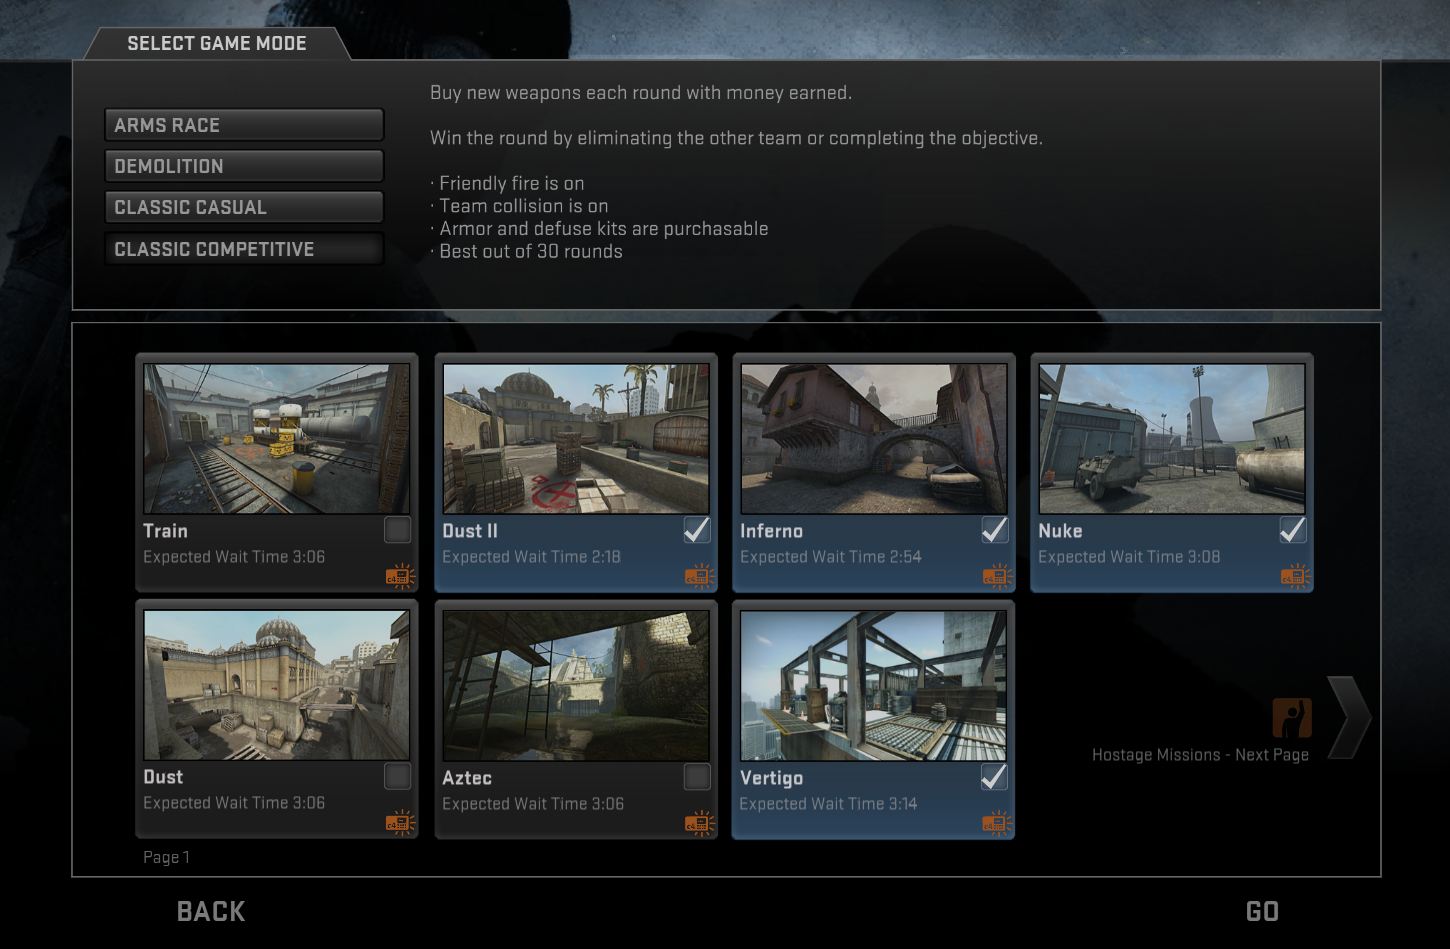 SELECT GAME MODE
ARMS RACE
DEMOLITION
CLASSIC CASUAL
CLASSIC COMPETITIVE
Buy new weapons each round with money earned.
Win the round by eliminating the other team or completing the objective.
· Friendly fire is on
· Team collision is on
· Armor and defuse kits are purchasable
· Best out of 30 rounds
Train
Expected Wait Time 3:06
Dust II
Expected Wait Time 2:18
Inferno
Expected Wait Time 2:54
Nuke
Expected Wait Time 3:08
Dust
Expected Wait Time 3:06
Aztec
Expected Wait Time 3:06
Vertigo
Expected Wait Time 3:14
Hostage Missions - Next Page
Page 1
BACK
GO